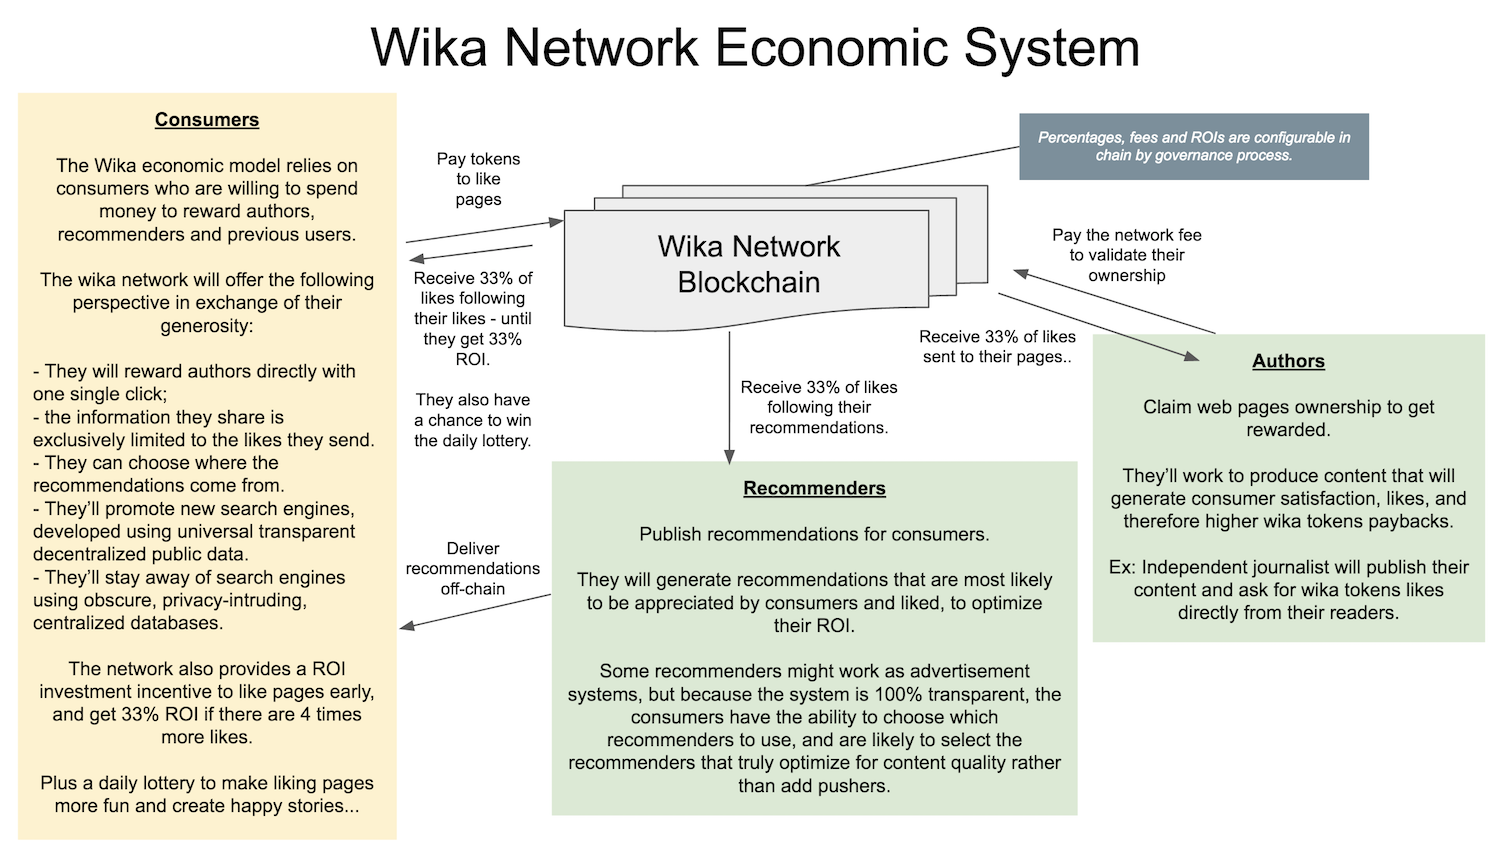 Wika Network Economic System
Consumers
The Wika economic model relies on
consumers who are willing to spend
money to reward authors,
recommenders and previous users.
The wika network will offer the following
perspective in exchange of their
generosity:
- They will reward authors directly with
one single click;
- the information they share is
exclusively limited to the likes they send.
- They can choose where the
recommendations come from.
- They’ll promote new search engines,
developed using universal transparent
decentralized public data.
- They’ll stay away of search engines
using obscure, privacy-intruding,
centralized databases.
The network also provides a ROI
investment incentive to like pages early,
and get 33% ROI if there are 4 times
more likes.
Plus a daily lottery to make liking pages
more fun and create happy stories...
Pay tokens
to like
pages
Receive 33% of
likes following
their likes - until
they get 33%
ROI.
They also have
a chance to win
the daily lottery.
Deliver
recommendations
off-chain
Wika Network
Blockchain
Percentages, fees and ROIs are configurable in
chain by governance process.
Pay the network fee
to validate their
ownership
Receive 33% of likes
sent to their pages..
Receive 33% of likes
following their
recommendations.
Recommenders
Publish recommendations for consumers.
They will generate recommendations that are most likely
to be appreciated by consumers and liked, to optimize
their ROI.
Some recommenders might work as advertisement
systems, but because the system is 100% transparent, the
consumers have the ability to choose which
recommenders to use, and are likely to select the
recommenders that truly optimize for content quality rather
than add pushers.
Authors
Claim web pages ownership to get
rewarded.
They’ll work to produce content that will
generate consumer satisfaction, likes, and
therefore higher wika tokens paybacks.
Ex: Independent journalist will publish their
content and ask for wika tokens likes
directly from their readers.